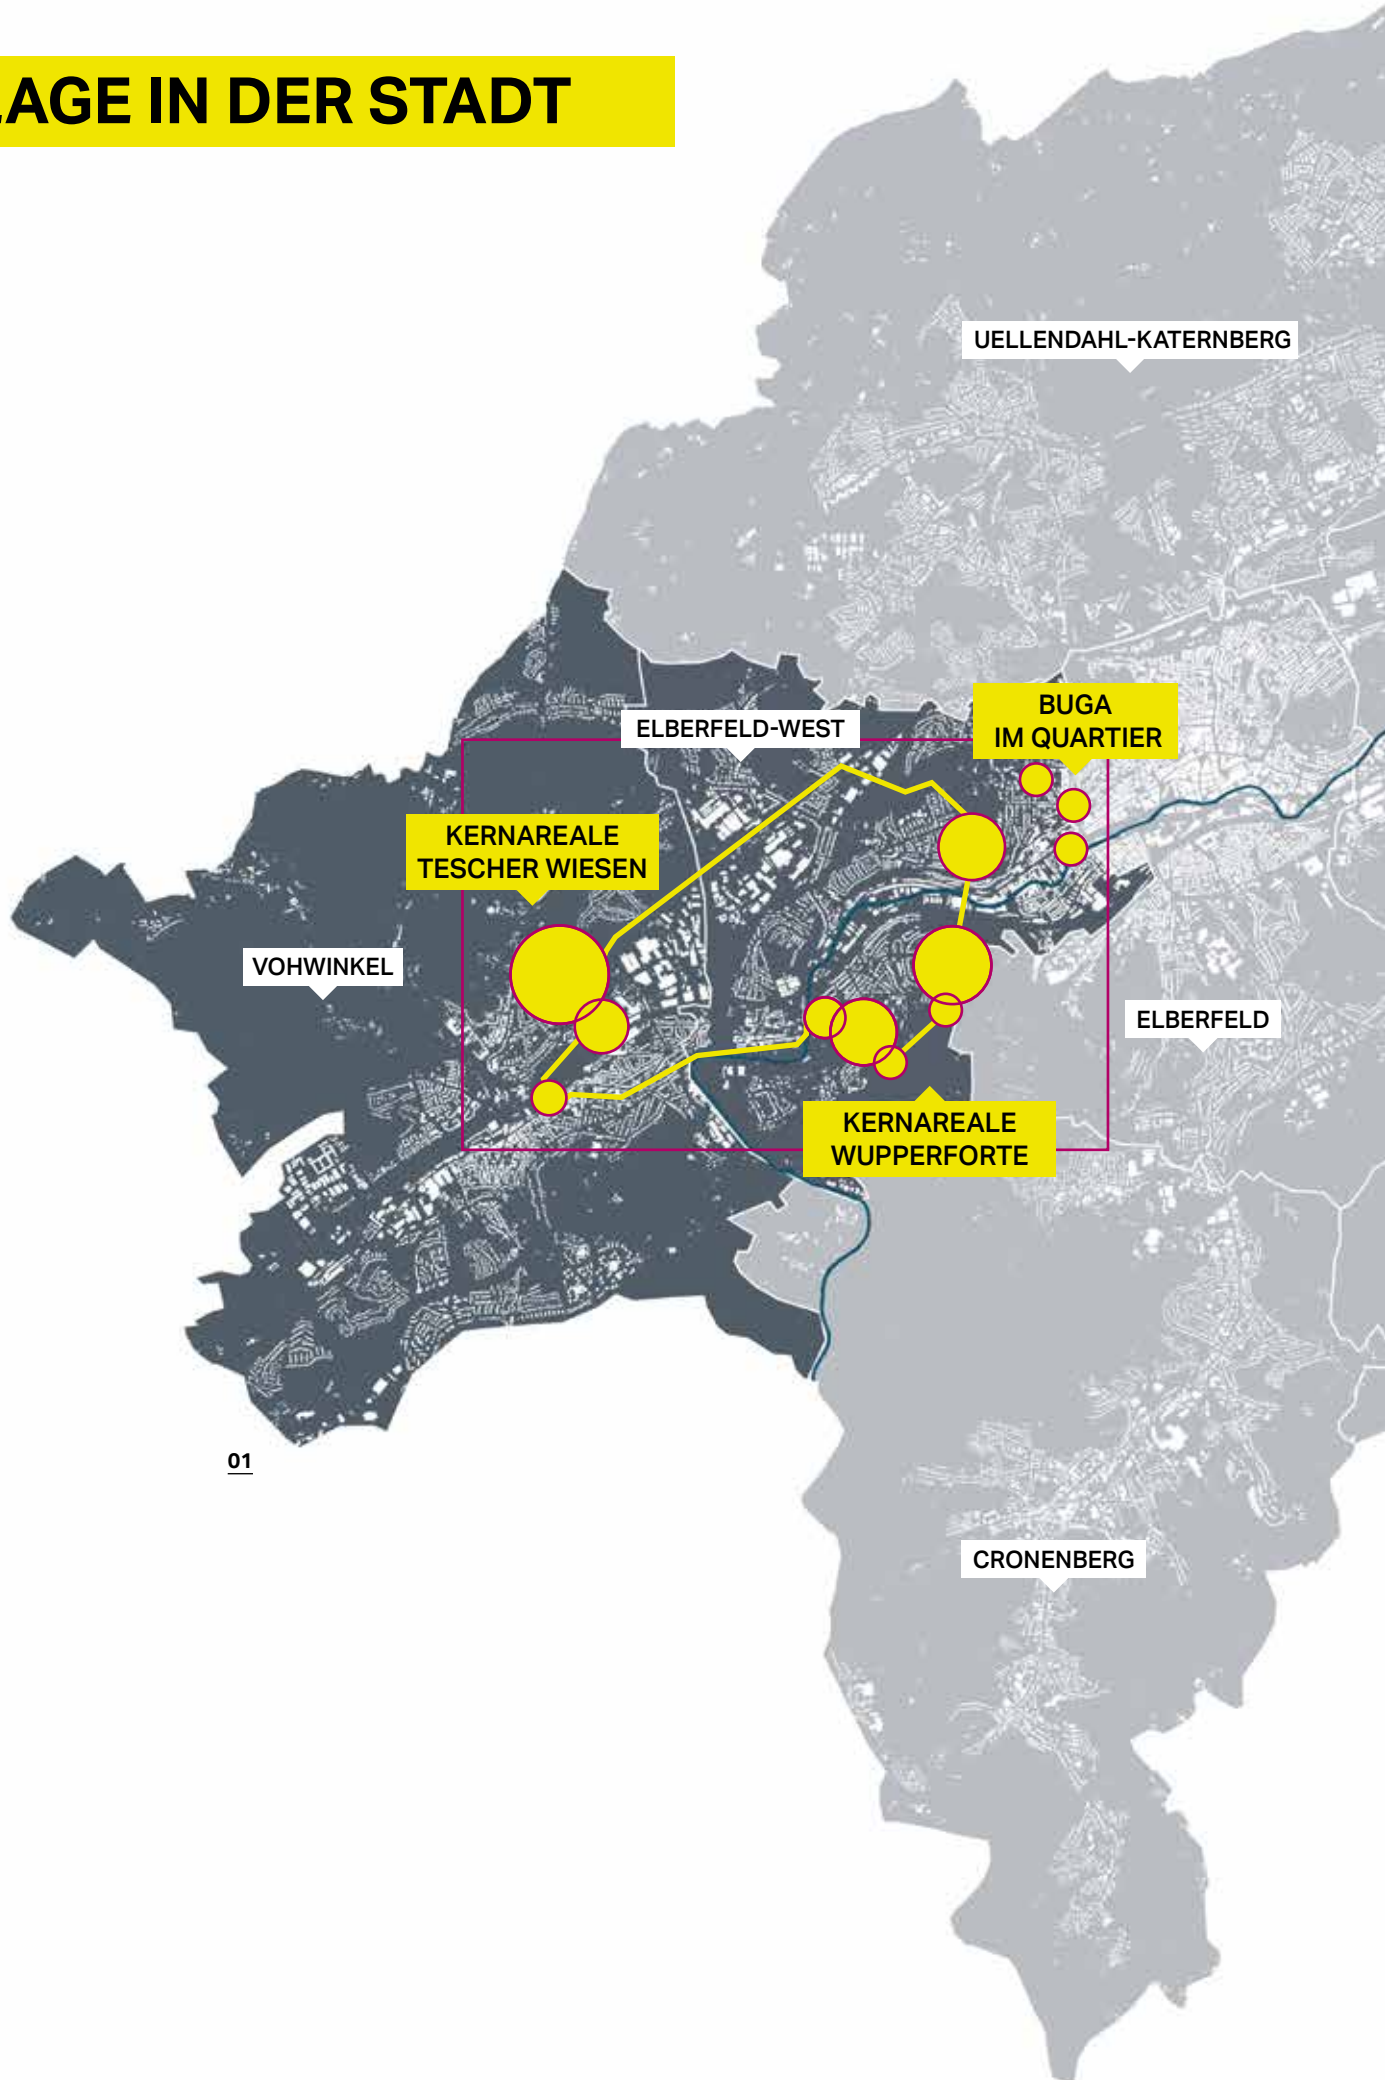 LAGE IN DER STADT
UELLENDAHL-KATERNBERG
BUGA
IM QUARTIER
ELBERFELD-WEST
KERNAREALE
TESCHER WIESEN
VOHWINKEL
ELBERFELD
KERNAREALE
WUPPERFORTE
01
CRONENBERG